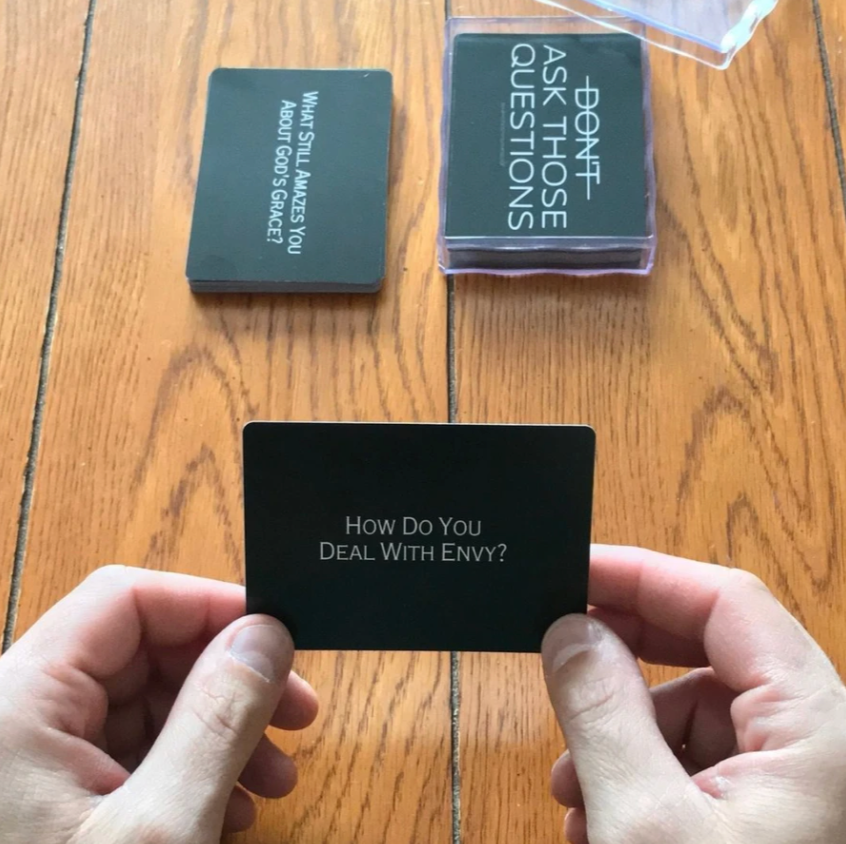 WHAT STILL AMAZES YOU
ABOUT GOD'S GRACE?
DON'T
ASK THOSE
QUESTIONS
HOW DO YOU
DEAL WITH ENVY?